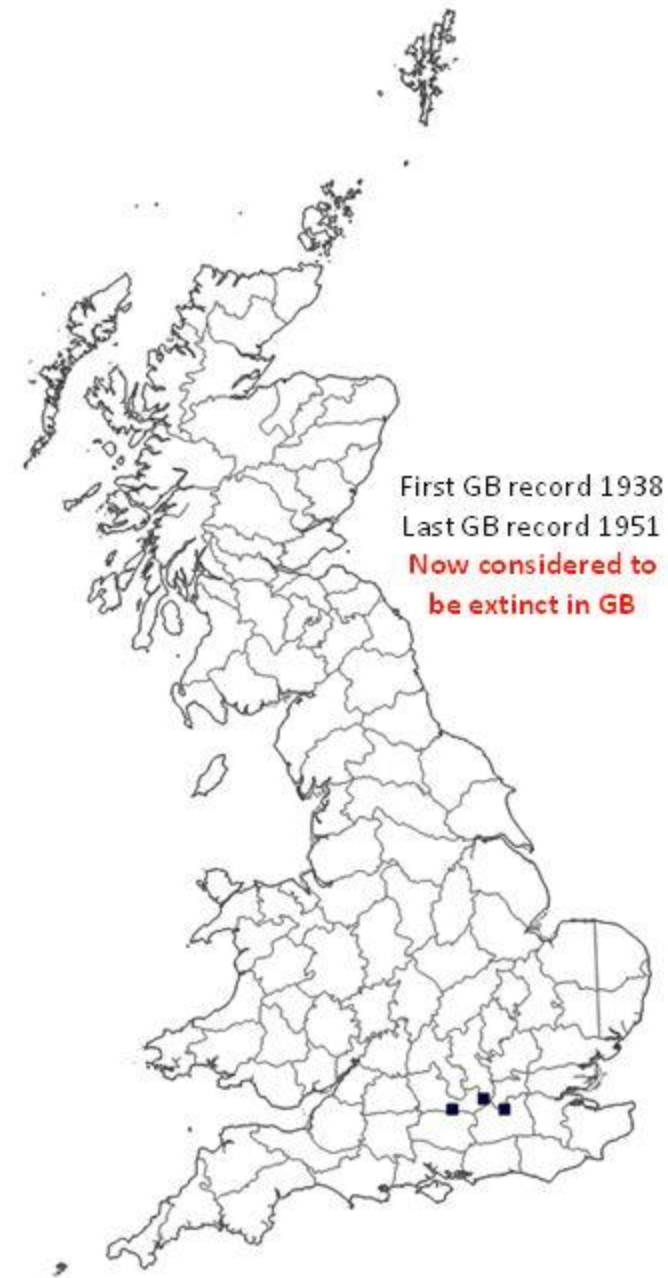 First GB record 1938
Last GB record 1951
Now considered to
be extinct in GB